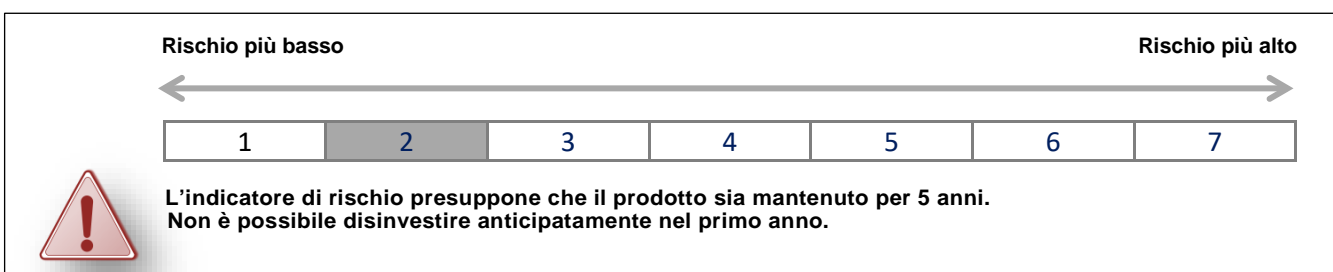 Rischio più basso Rischio più alto
1 2 3 4 5 6 7
L’indicatore di rischio presuppone che il prodotto sia mantenuto per 5 anni.
Non è possibile disinvestire anticipatamente nel primo anno.